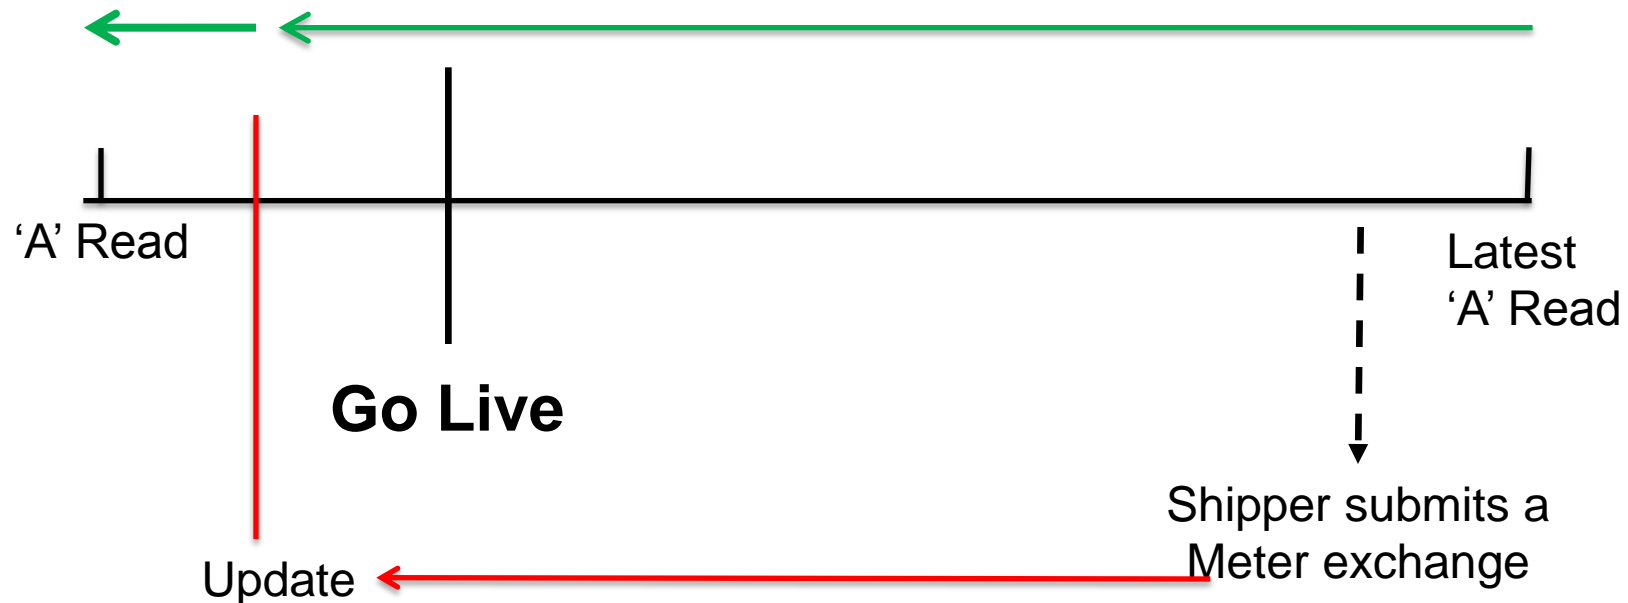 ‘A’ Read
Latest
‘A’ Read
Go Live
Shipper submits a
Meter exchange
Update